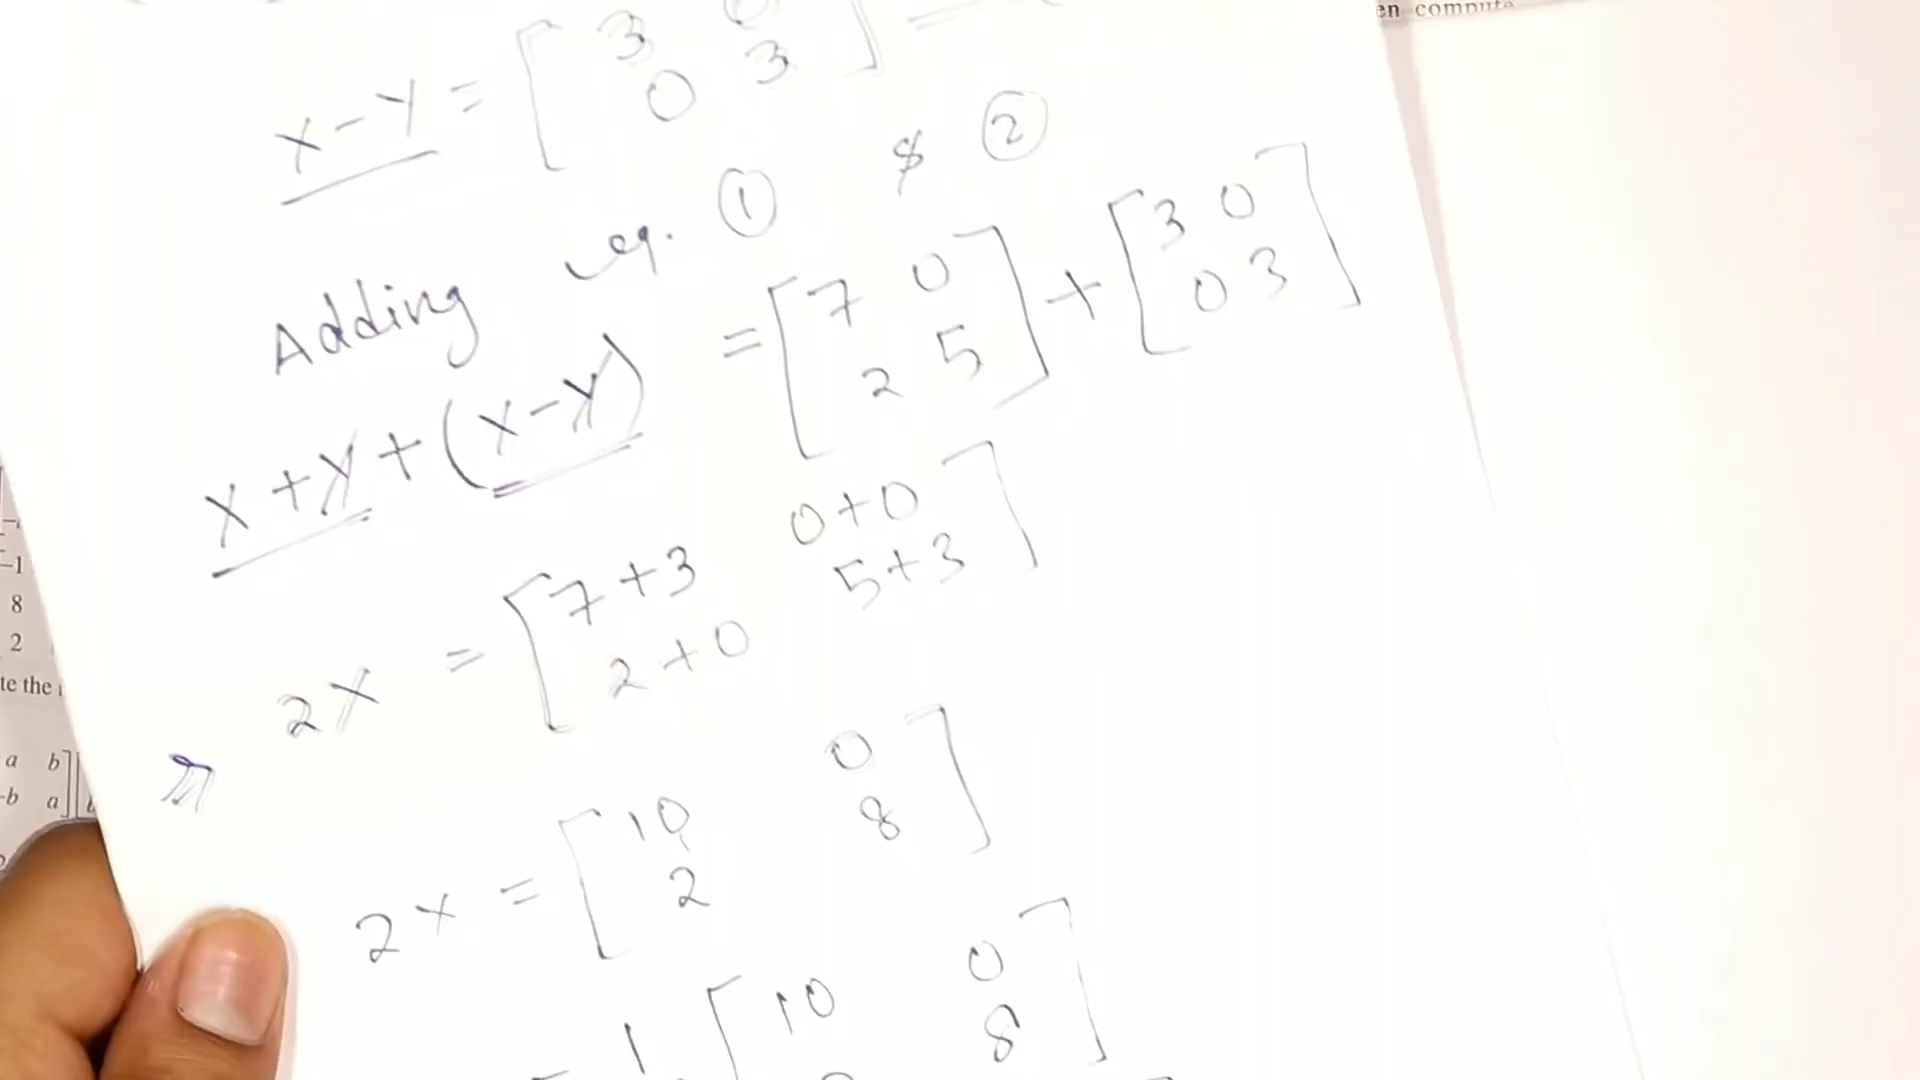 en compute
X - Y = [ 3 0
0 3 ]
Adding eq. ① & ②
X + Y + (X - Y) = [ 7 0
2 5 ] + [ 3 0
0 3 ]
2X = [ 7+3 0+0
2+0 5+3 ]
⇒
2X = [ 10 0
2 8 ]
1 [ 10 0
8 ]
-1
8
2
te the
a b
-b a